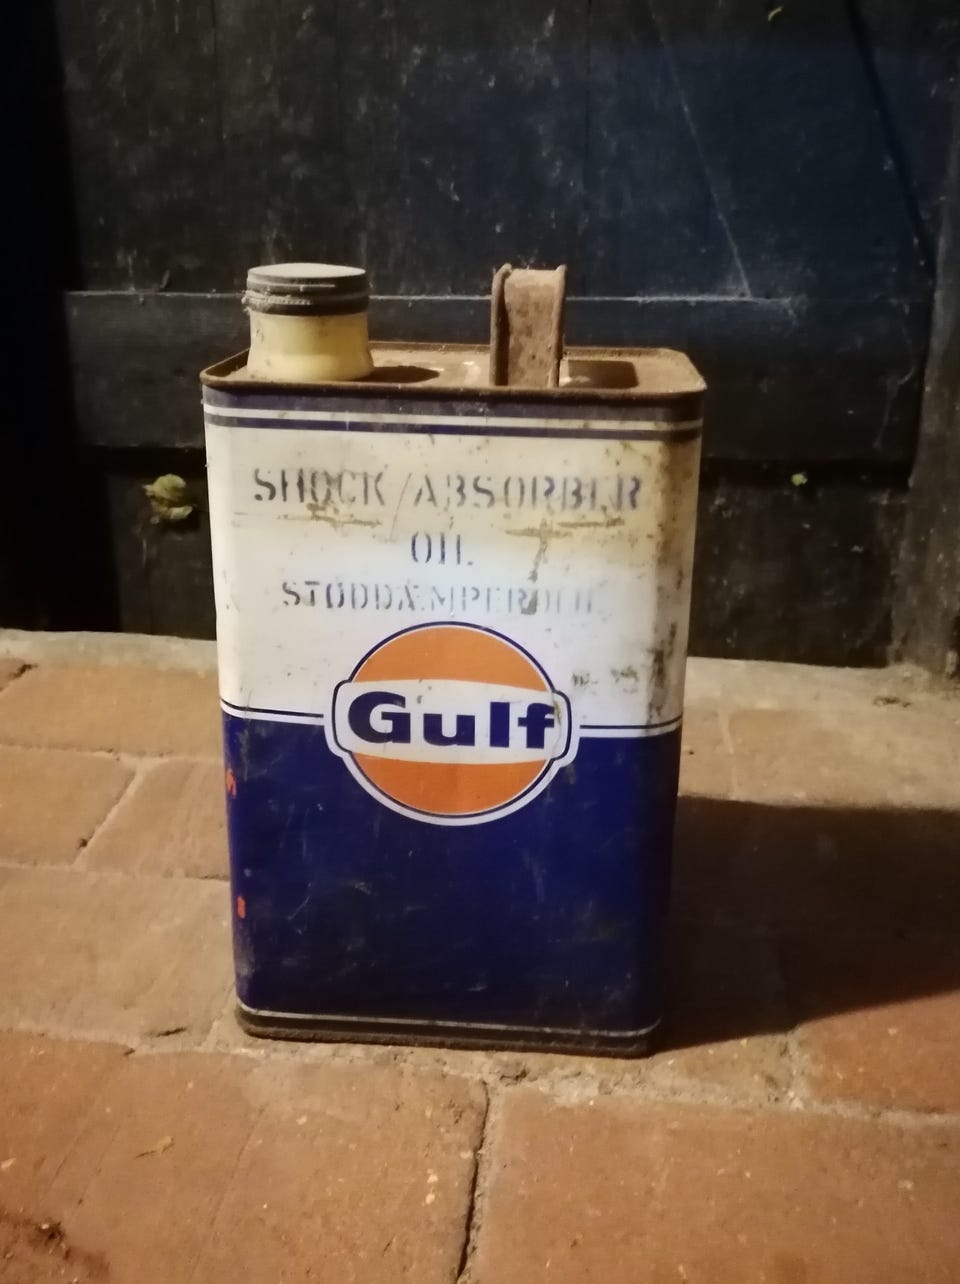 SHOCK ABSORBER
OIL
STØDDÆMPEROLIE
Gulf